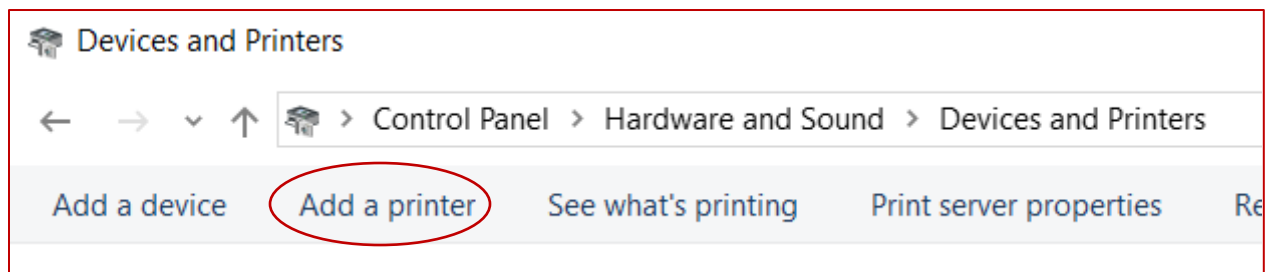 Devices and Printers
Control Panel > Hardware and Sound > Devices and Printers
Add a device Add a printer See what's printing Print server properties Re